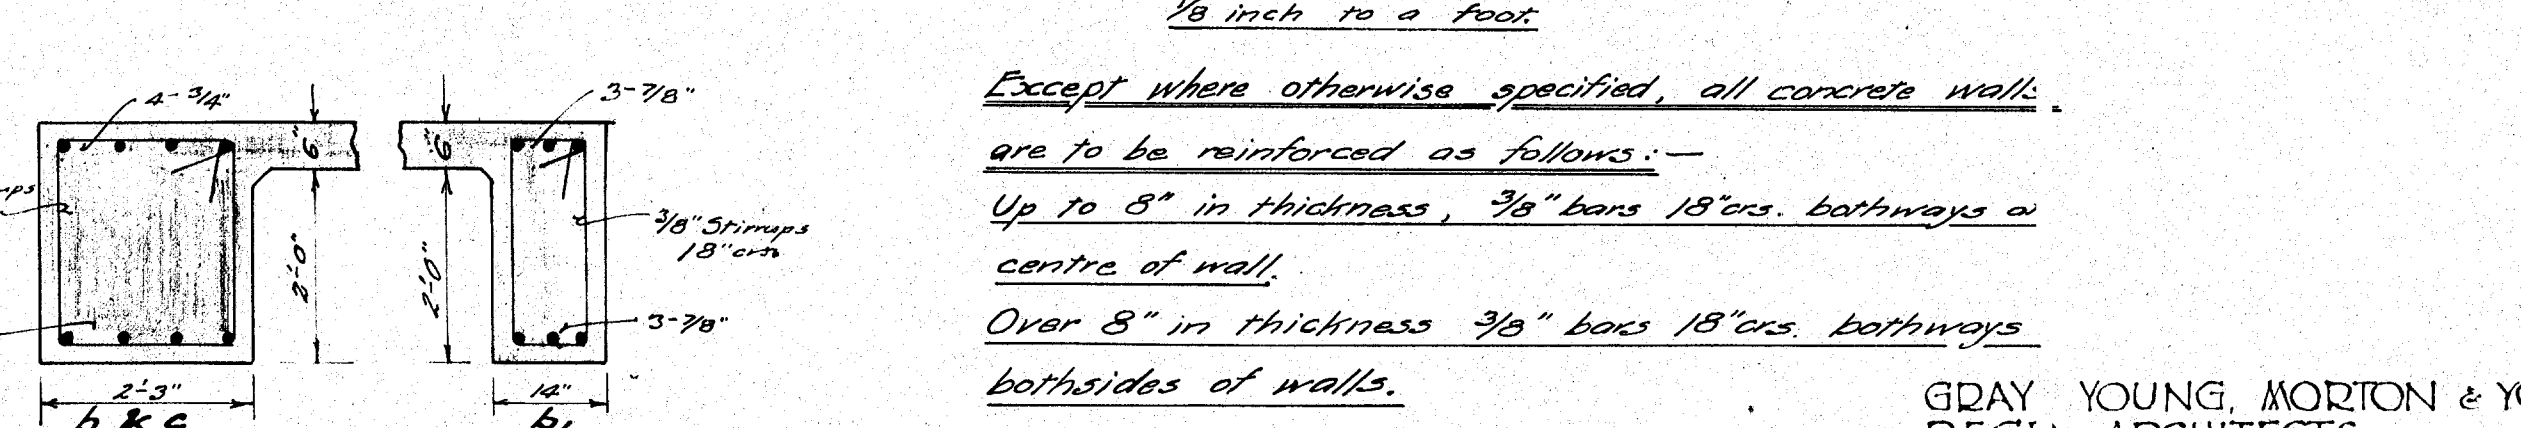 1/8 inch to a foot.
Except where otherwise specified, all concrete walls
are to be reinforced as follows:—
Up to 8" in thickness, 3/8" bars 18"crs. bothways
centre of wall.
Over 8" in thickness 3/8" bars 18"crs. bothways
bothsides of walls.
4-3/4"
6"
2'-0"
2'-3"
b & c
3-7/8"
6"
3/8" Stirrups
18"crs
2'-0"
3-7/8"
14"
b,
GRAY YOUNG, MORTON &
ARCHITECTS